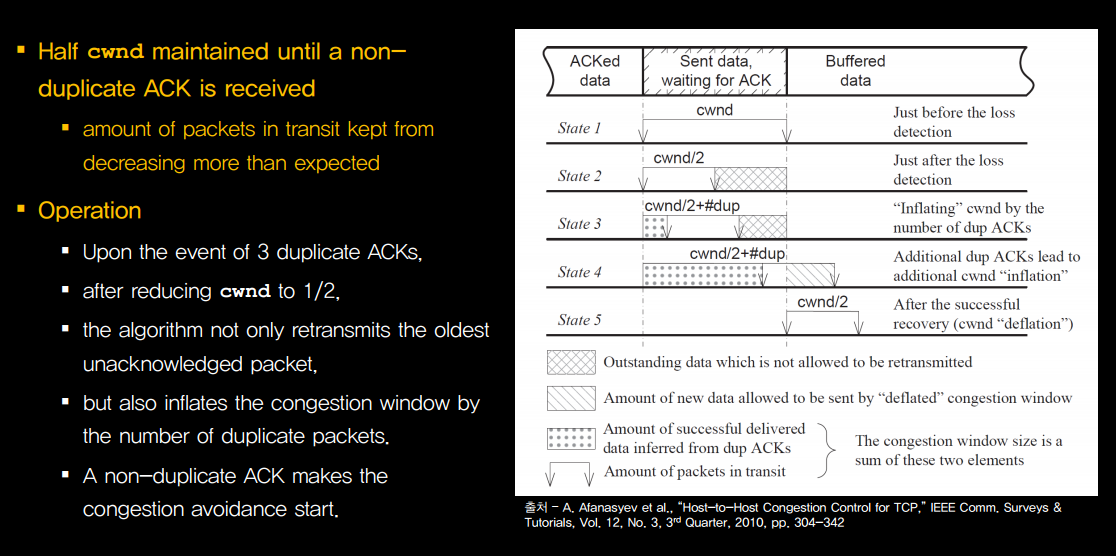 Half cwnd maintained until a non-
duplicate ACK is received
amount of packets in transit kept from
decreasing more than expected
Operation
Upon the event of 3 duplicate ACKs,
after reducing cwnd to 1/2,
the algorithm not only retransmits the oldest
unacknowledged packet,
but also inflates the congestion window by
the number of duplicate packets.
A non-duplicate ACK makes the
congestion avoidance start.
ACKed
data
Sent data,
waiting for ACK
Buffered
data
State 1
cwnd
Just before the loss
detection
State 2
cwnd/2
Just after the loss
detection
State 3
cwnd/2+#dup
"Inflating" cwnd by the
number of dup ACKs
State 4
cwnd/2+#dup
Additional dup ACKs lead to
additional cwnd "inflation"
State 5
cwnd/2
After the successful
recovery (cwnd "deflation")
Outstanding data which is not allowed to be retransmitted
Amount of new data allowed to be sent by "deflated" congestion window
Amount of successful delivered
data inferred from dup ACKs
Amount of packets in transit
The congestion window size is a
sum of these two elements
출처 - A. Afanasyev et al., "Host-to-Host Congestion Control for TCP," IEEE Comm. Surveys &
Tutorials, Vol. 12, No. 3, 3rd Quarter, 2010, pp. 304-342